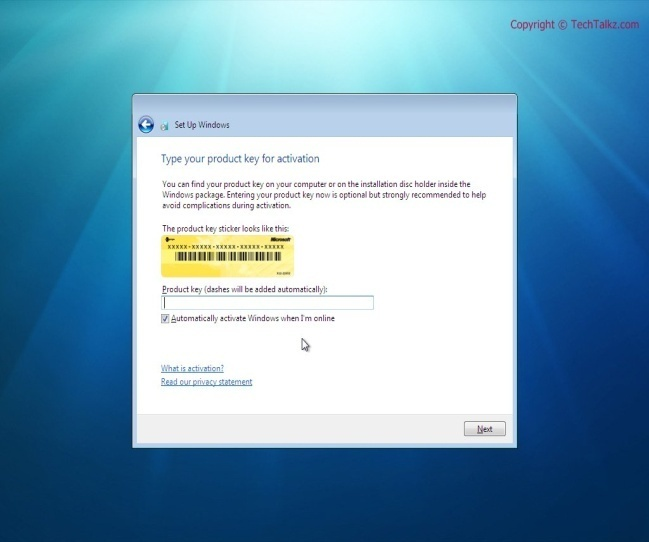 Copyright © TechTalkz.com
Set Up Windows
Type your product key for activation
You can find your product key on your computer or on the installation disc holder inside the
Windows package. Entering your product key now is optional but strongly recommended to help
avoid complications during activation.
The product key sticker looks like this:
Microsoft
XXXXX-XXXXX-XXXXX-XXXXX-XXXXX
Product key (dashes will be added automatically):
Automatically activate Windows when I'm online
What is activation?
Read our privacy statement
Next